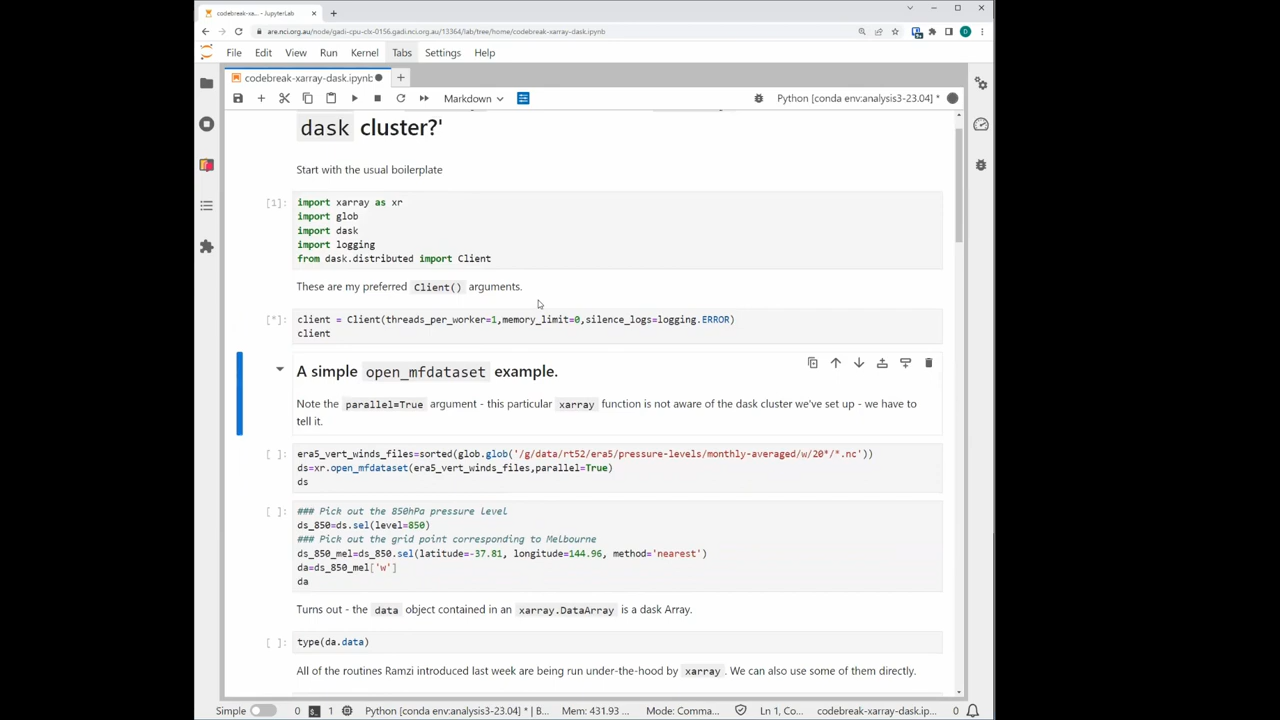 codebreak-xa... - JupyterLab
are.nci.org.au/node/gadi-cpu-clx-0156.gadi.nci.org.au/13364/lab/tree/home/codebreak-xarray-dask.ipynb
D
File Edit View Run Kernel Tabs Settings Help
codebreak-xarray-dask.ipynb
Markdown
Python [conda env:analysis3-23.04] *
dask cluster?'
Start with the usual boilerplate
[1]:
import xarray as xr
import glob
import dask
import logging
from dask.distributed import Client
These are my preferred Client() arguments.
[*]:
client = Client(threads_per_worker=1,memory_limit=0,silence_logs=logging.ERROR)
client
A simple open_mfdataset example.
Note the parallel=True argument - this particular xarray function is not aware of the dask cluster we've set up - we have to
tell it.
[ ]:
era5_vert_winds_files=sorted(glob.glob('/g/data/rt52/era5/pressure-levels/monthly-averaged/w/20*/*.nc'))
ds=xr.open_mfdataset(era5_vert_winds_files,parallel=True)
ds
[ ]:
### Pick out the 850hPa pressure level
ds_850=ds.sel(level=850)
### Pick out the grid point corresponding to Melbourne
ds_850_mel=ds_850.sel(latitude=-37.81, longitude=144.96, method='nearest')
da=ds_850_mel['w']
da
Turns out - the data object contained in an xarray.DataArray is a dask Array.
[ ]:
type(da.data)
All of the routines Ramzi introduced last week are being run under-the-hood by xarray. We can also use some of them directly.
Simple 0 1 Python [conda env:analysis3-23.04] * | B... Mem: 431.93 ... Mode: Comma... Ln 1, Co... codebreak-xarray-dask.ip... 0